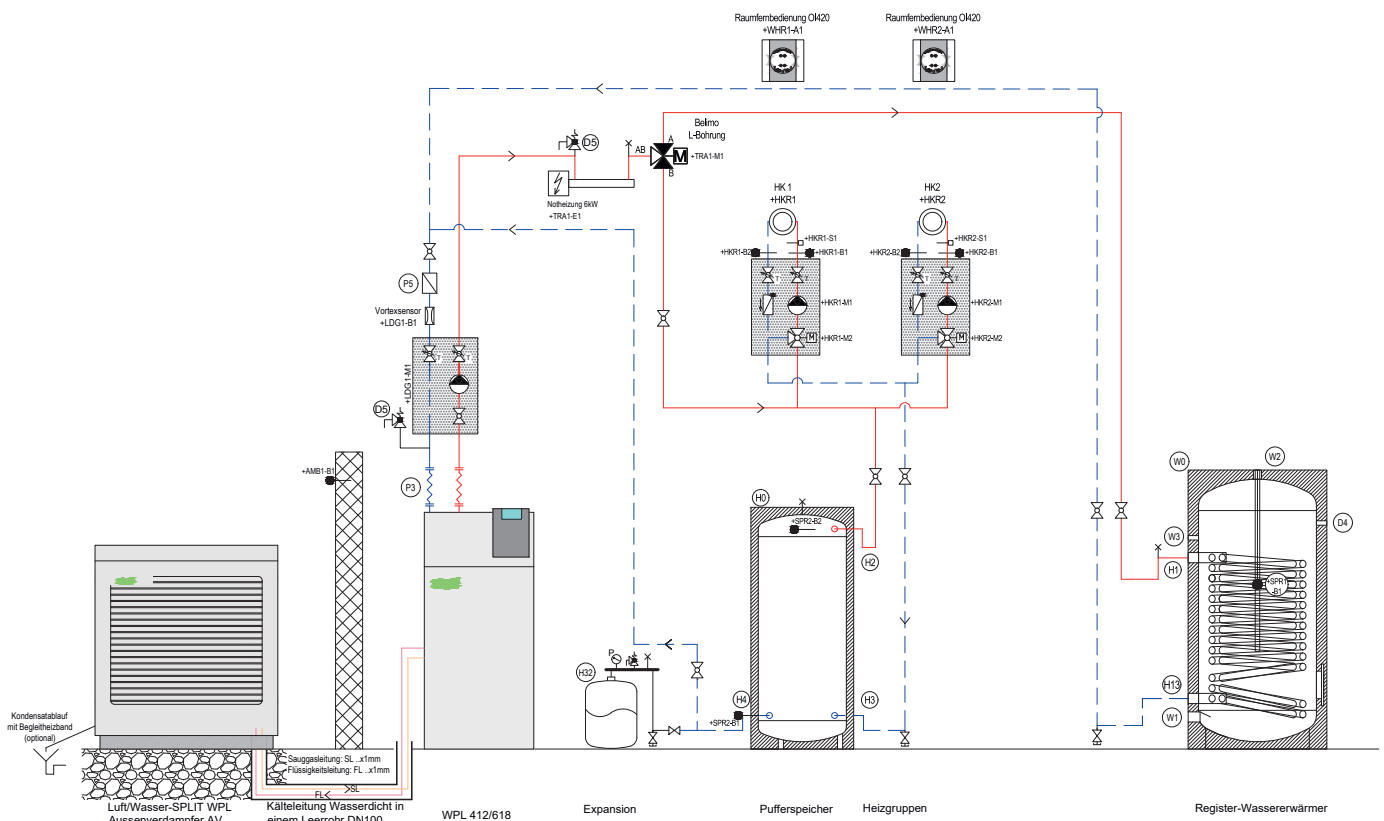 Raumfernbedienung OI420
+WHR1-A1
Raumfernbedienung OI420
+WHR2-A1
Belimo
L-Bohrung
A
AB
M
+TRA1-M1
B
D5
Notheizung 6kW
+TRA1-E1
HK 1
+HKR1
HK2
+HKR2
+HKR1-S1
+HKR1-B2
+HKR1-B1
T
T
+HKR1-M1
M
+HKR1-M2
+HKR2-S1
+HKR2-B2
+HKR2-B1
T
T
+HKR2-M1
M
+HKR2-M2
P5
Vortexsensor
+LDG1-B1
T
T
+LDG1-M1
D5
+AMB1-B1
P3
W0
W2
D4
W3
H1
+SPR1
-B1
H13
W1
H0
+SPR2-B2
H2
H3
H4
+SPR2-B1
P
H32
Kondensatablauf
mit Begleitheizband
(optional)
Sauggasleitung: SL ..x1mm
Flüssigkeitsleitung: FL ..x1mm
SL
FL
Luft/Wasser-SPLIT WPL
Aussenverdampfer AV
Kälteleitung Wasserdicht in
einem Leerrohr DN100
WPL 412/618
Expansion
Pufferspeicher
Heizgruppen
Register-Wassererwärmer